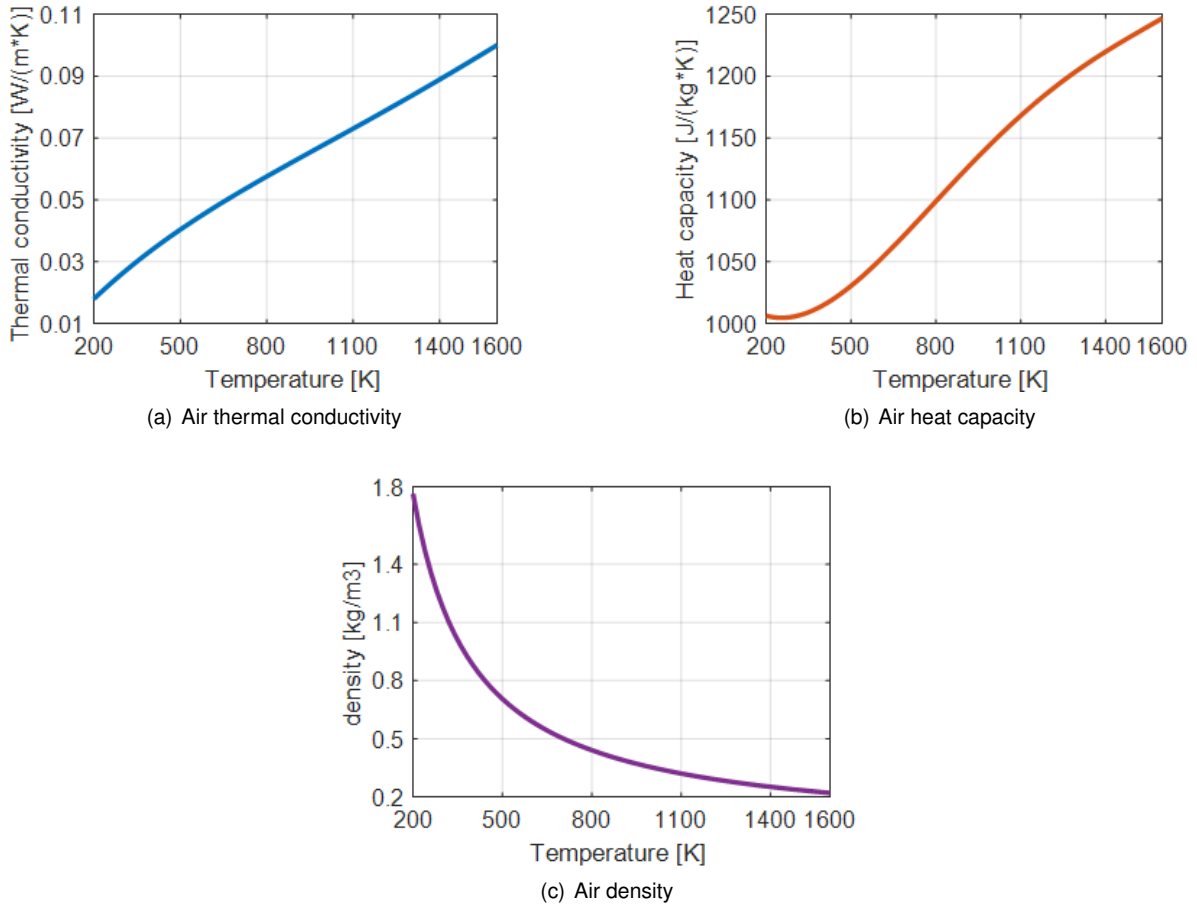 Thermal conductivity [W/(m*K)]
0.11
0.09
0.07
0.05
0.03
0.01
200 500 800 1100 1400 1600
Temperature [K]
(a) Air thermal conductivity
Heat capacity [J/(kg*K)]
1250
1200
1150
1100
1050
1000
200 500 800 1100 1400 1600
Temperature [K]
(b) Air heat capacity
density [kg/m3]
1.8
1.4
1.1
0.8
0.5
0.2
200 500 800 1100 1400 1600
Temperature [K]
(c) Air density